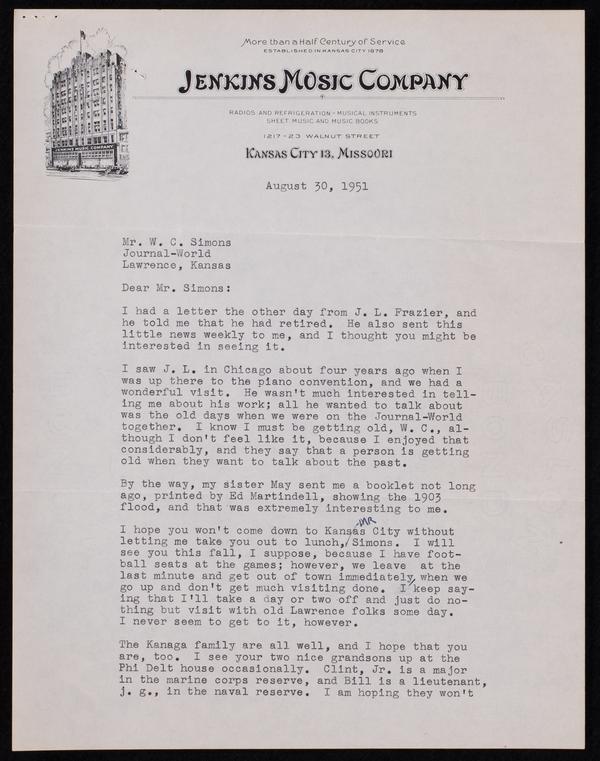 More than a Half Century of Service
ESTABLISHED IN KANSAS CITY 1878
JENKINS MUSIC COMPANY
RADIOS AND REFRIGERATION - MUSICAL INSTRUMENTS
SHEET MUSIC AND MUSIC BOOKS
1217-23 WALNUT STREET
KANSAS CITY 13, MISSOURI
JENKINS MUSIC COMPANY
August 30, 1951
Mr. W. C. Simons
Journal-World
Lawrence, Kansas
Dear Mr. Simons:
I had a letter the other day from J. L. Frazier, and
he told me that he had retired. He also sent this
little news weekly to me, and I thought you might be
interested in seeing it.
I saw J. L. in Chicago about four years ago when I
was up there to the piano convention, and we had a
wonderful visit. He wasn't much interested in tell-
ing me about his work; all he wanted to talk about
was the old days when we were on the Journal-World
together. I know I must be getting old, W. C., al-
though I don't feel like it, because I enjoyed that
considerably, and they say that a person is getting
old when they want to talk about the past.
By the way, my sister May sent me a booklet not long
ago, printed by Ed Martindell, showing the 1903
flood, and that was extremely interesting to me.
I hope you won't come down to Kansas City without
letting me take you out to lunch, MR Simons. I will
see you this fall, I suppose, because I have foot-
ball seats at the games; however, we leave at the
last minute and get out of town immediately, when we
go up and don't get much visiting done. I keep say-
ing that I'll take a day or two off and just do no-
thing but visit with old Lawrence folks some day.
I never seem to get to it, however.
The Kanaga family are all well, and I hope that you
are, too. I see your two nice grandsons up at the
Phi Delt house occasionally. Clint, Jr. is a major
in the marine corps reserve, and Bill is a lieutenant,
j. g., in the naval reserve. I am hoping they won't